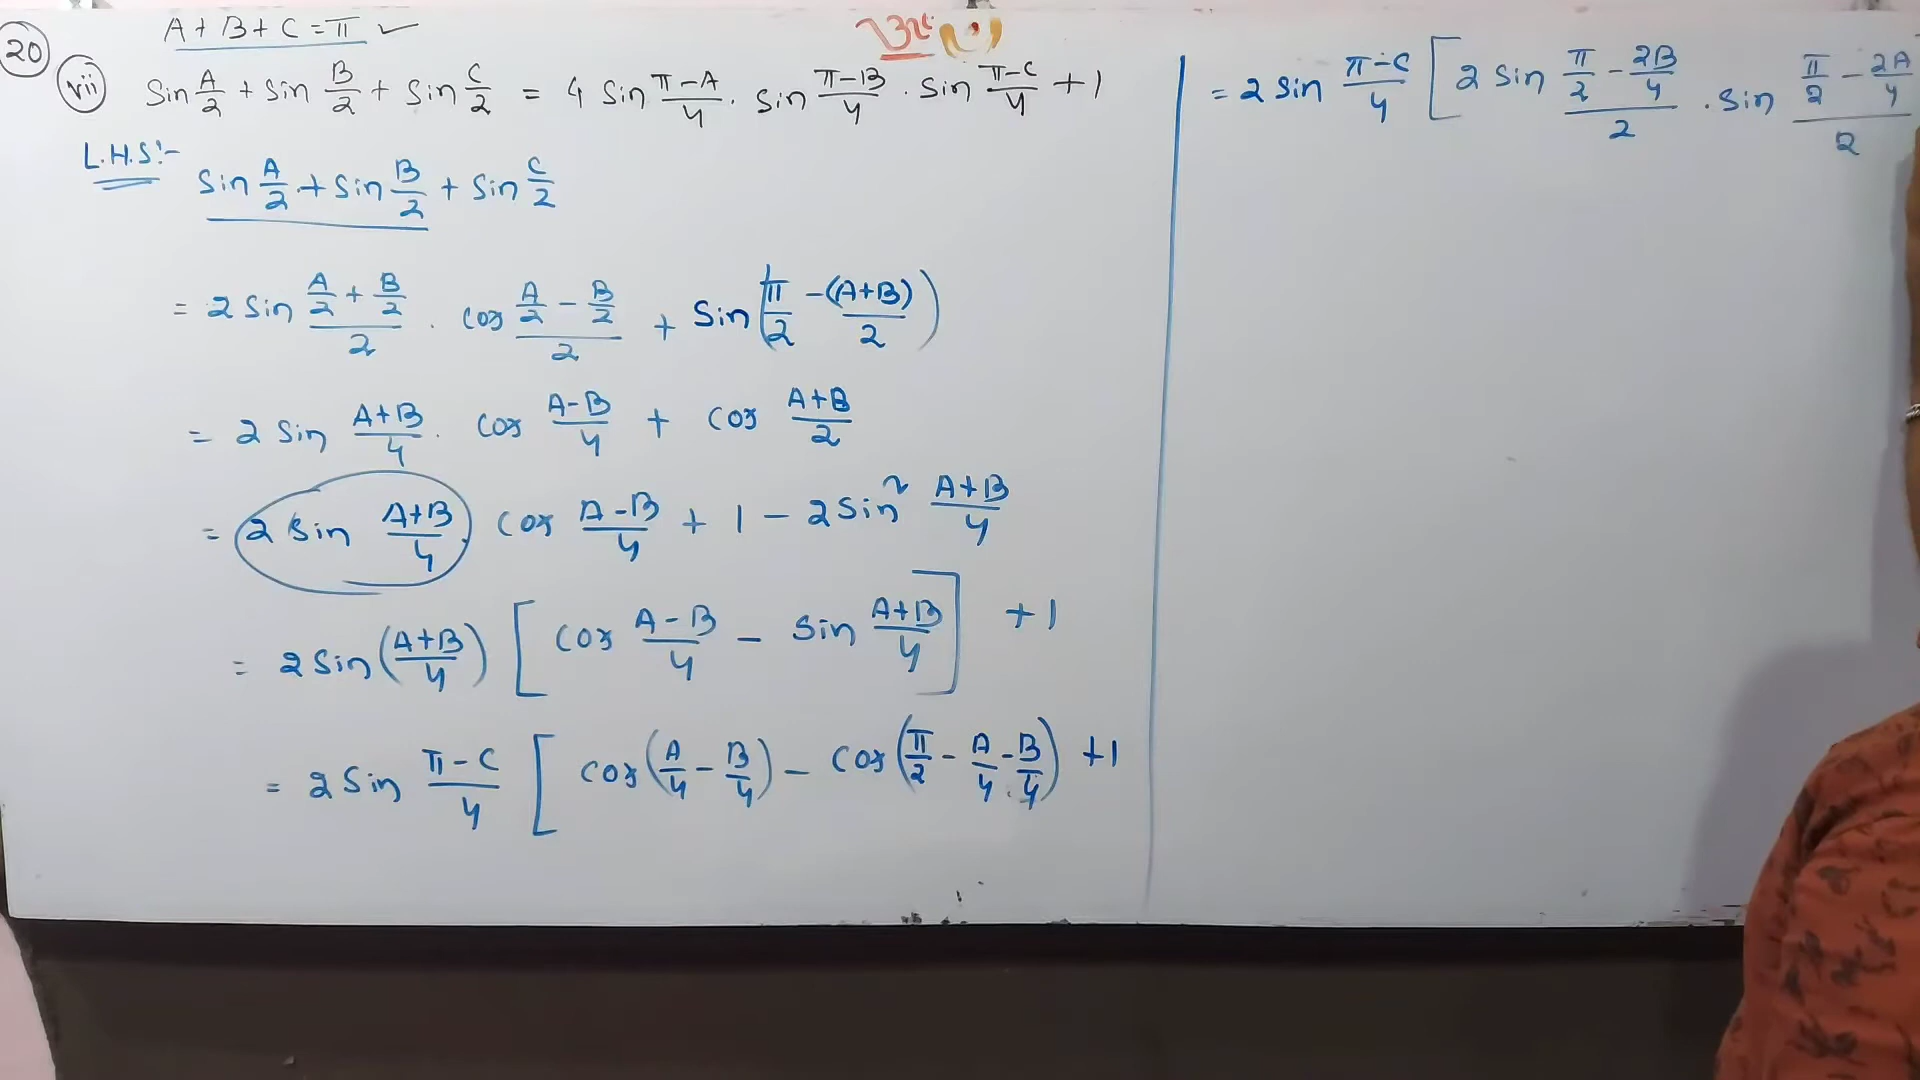 20
A + B + C = π ✓
vii sin A/2 + sin B/2 + sin C/2 = 4 sin (π-A)/4 . sin (π-B)/4 . sin (π-C)/4 + 1
L.H.S:-
sin A/2 + sin B/2 + sin C/2
= 2 sin (A/2 + B/2)/2 . cos (A/2 - B/2)/2 + sin (π/2 - (A+B)/2)
= 2 sin (A+B)/4 . cos (A-B)/4 + cos (A+B)/2
= 2 sin (A+B)/4 . cos (A-B)/4 + 1 - 2 sin² (A+B)/4
= 2 sin ((A+B)/4) [ cos (A-B)/4 - sin (A+B)/4 ] + 1
= 2 sin (π-C)/4 [ cos (A/4 - B/4) - cos (π/2 - A/4 - B/4) + 1
= 2 sin (π-C)/4 [ 2 sin (π/2 - 2B/4)/2 . sin (π/2 - 2A/4)/2